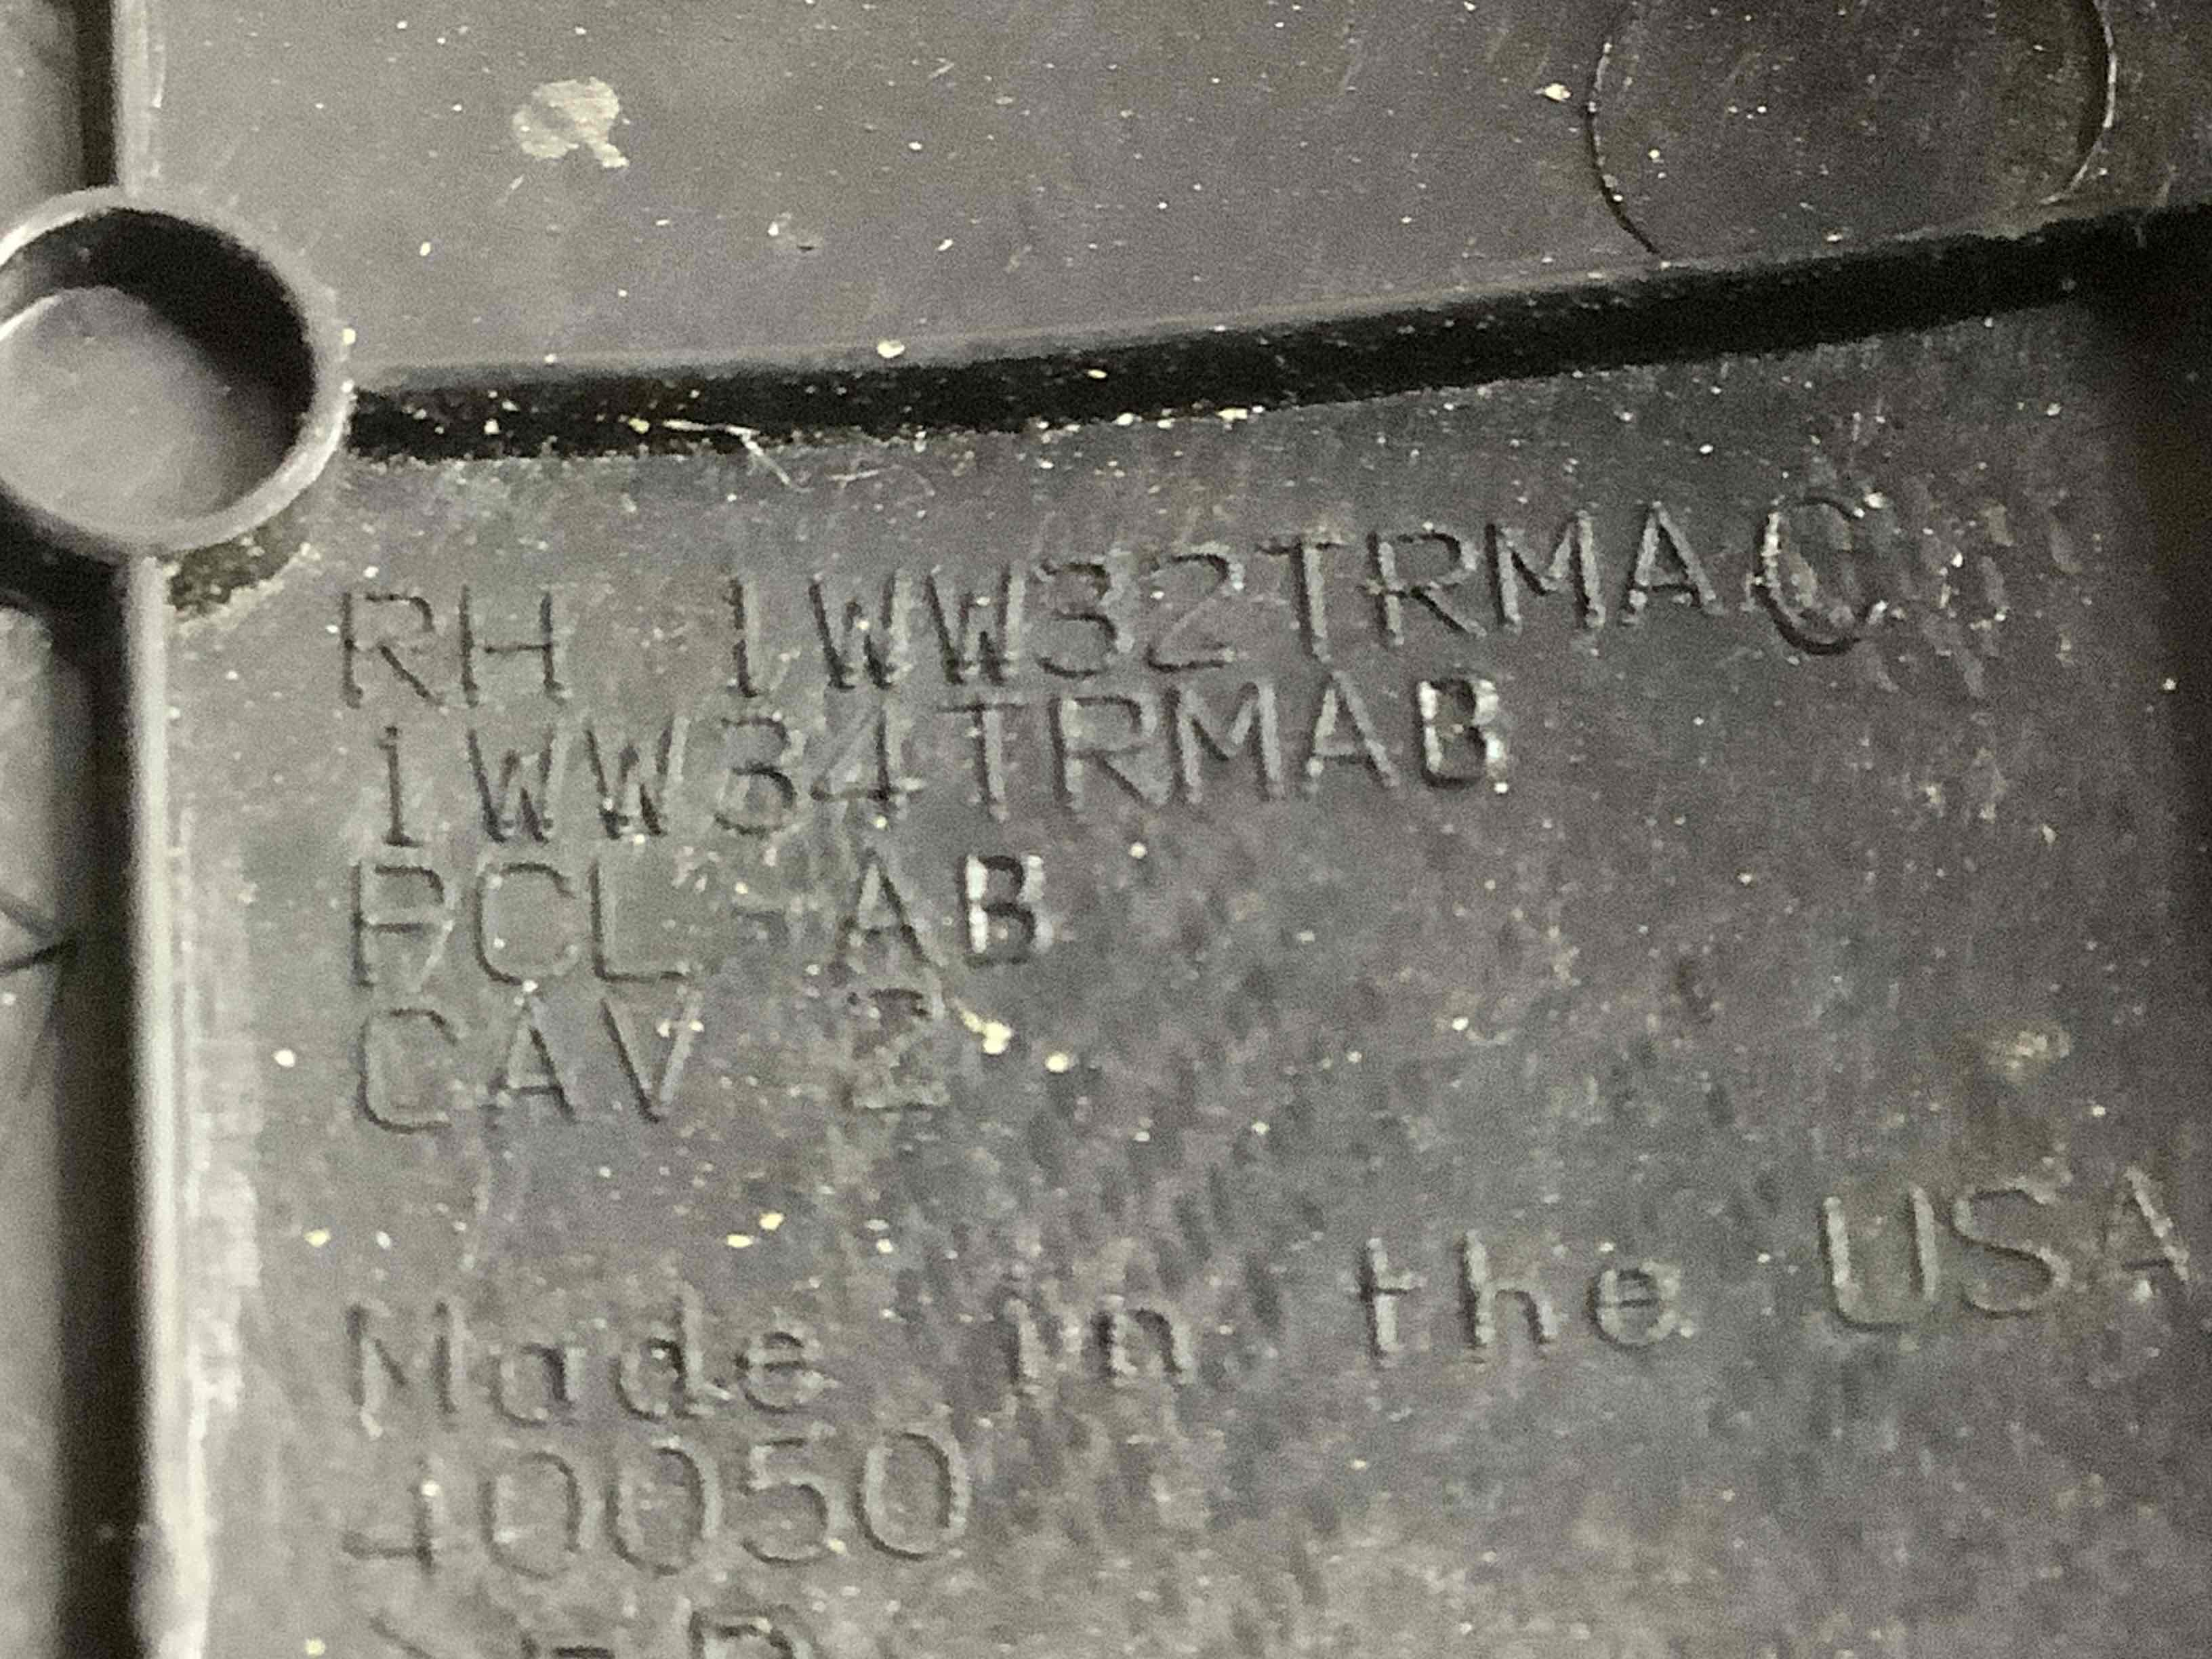 RH 1WW32TRMAC
1WW34TRMAB
PCL AB
CAV 2
Made in the USA
40050